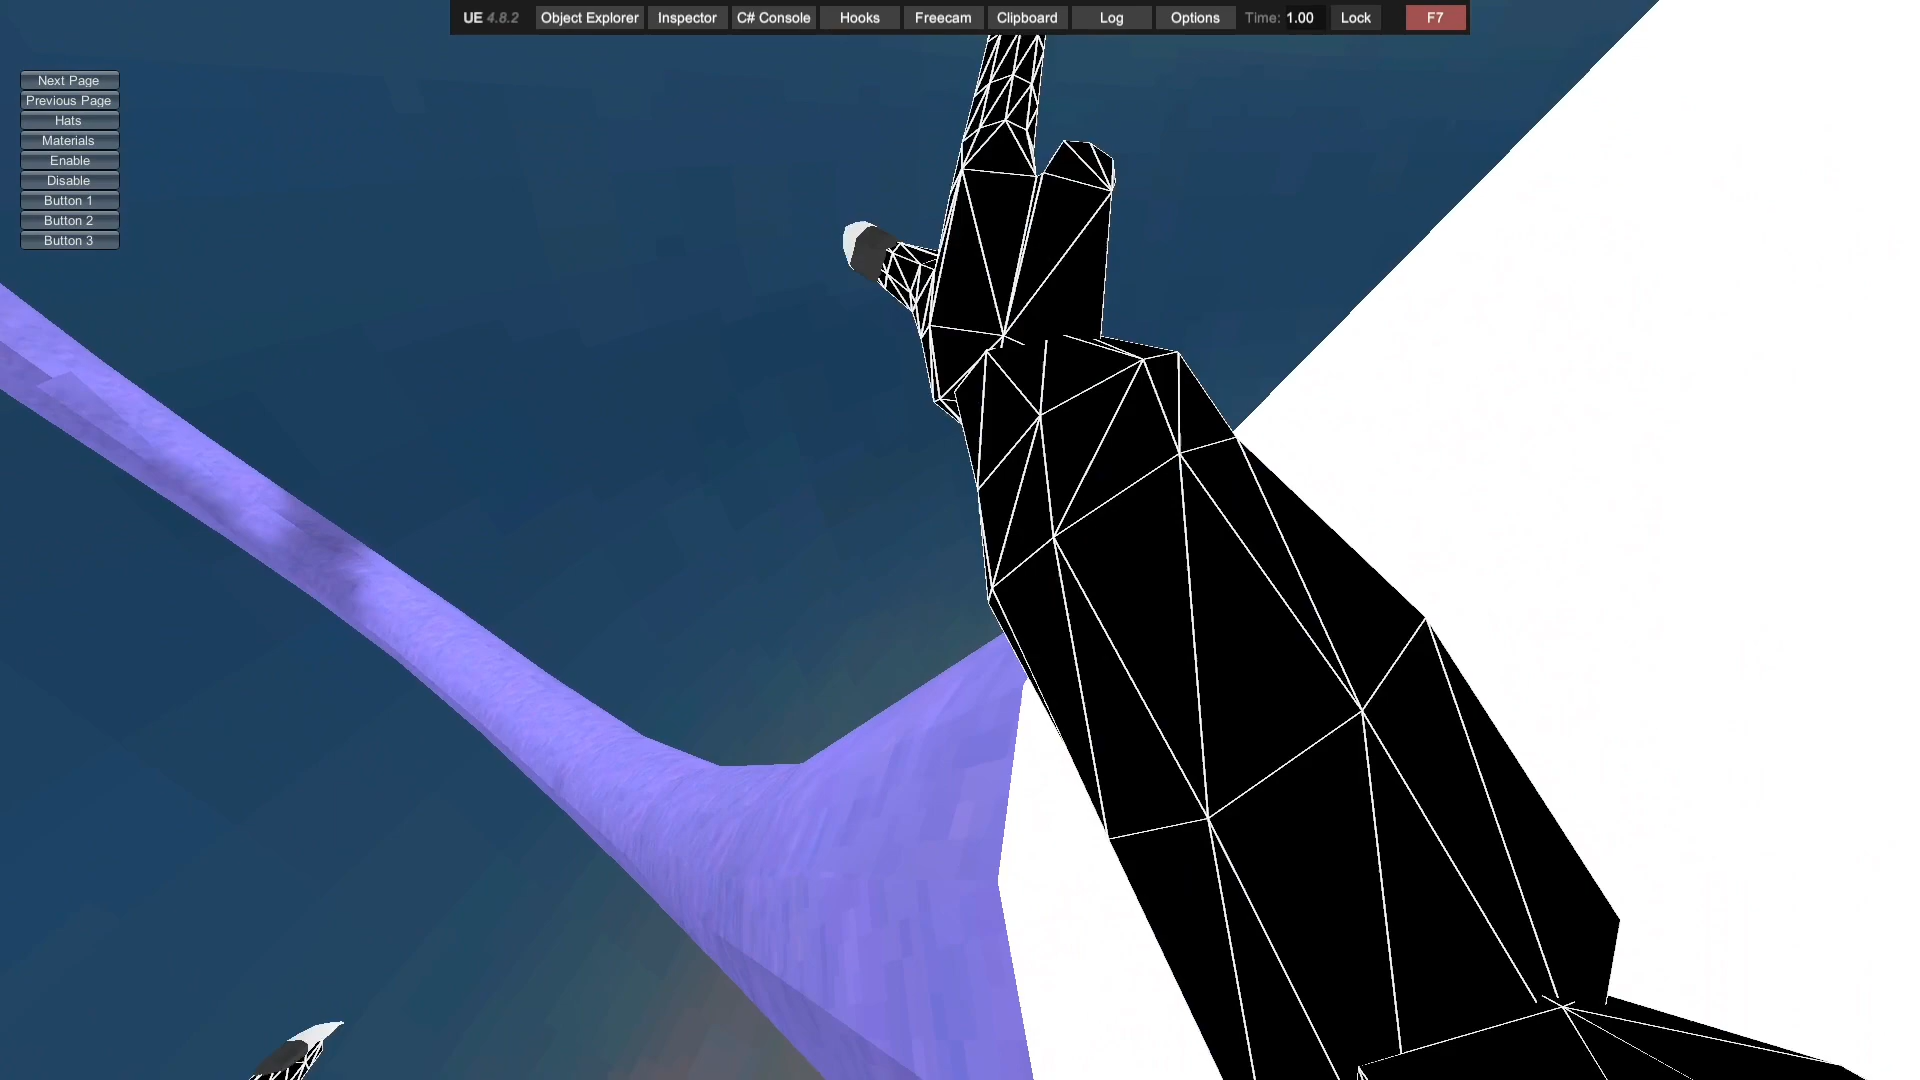 UE 4.8.2 Object Explorer Inspector C# Console Hooks Freecam Clipboard Log Options Time: 1.00 Lock F7
Next Page
Previous Page
Hats
Materials
Enable
Disable
Button 1
Button 2
Button 3